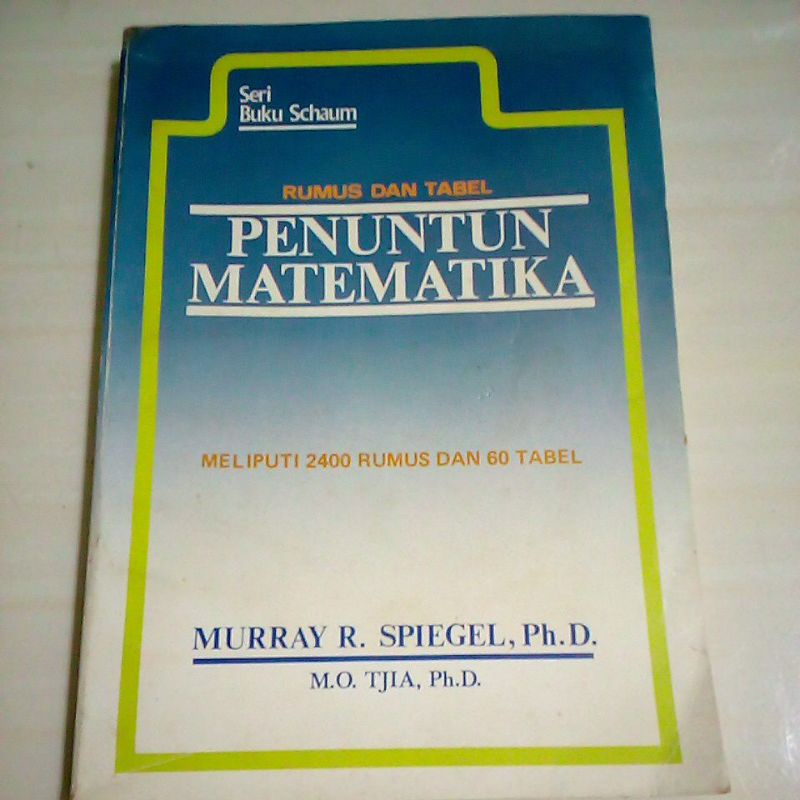 Seri
Buku Schaum
RUMUS DAN TABEL
PENUNTUN
MATEMATIKA
MELIPUTI 2400 RUMUS DAN 60 TABEL
MURRAY R. SPIEGEL, Ph.D.
M.O. TJIA, Ph.D.